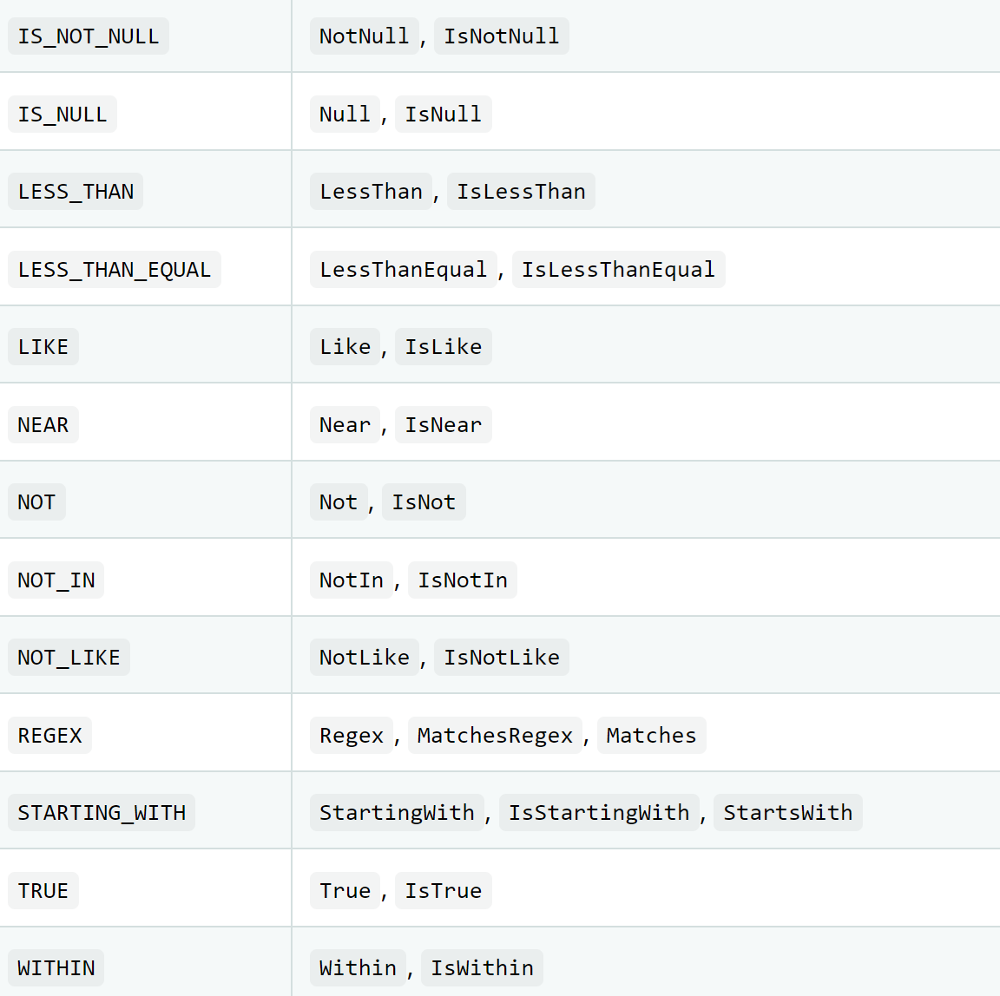 IS_NOT_NULL NotNull, IsNotNull
IS_NULL Null, IsNull
LESS_THAN LessThan, IsLessThan
LESS_THAN_EQUAL LessThanEqual, IsLessThanEqual
LIKE Like, IsLike
NEAR Near, IsNear
NOT Not, IsNot
NOT_IN NotIn, IsNotIn
NOT_LIKE NotLike, IsNotLike
REGEX Regex, MatchesRegex, Matches
STARTING_WITH StartingWith, IsStartingWith, StartsWith
TRUE True, IsTrue
WITHIN Within, IsWithin